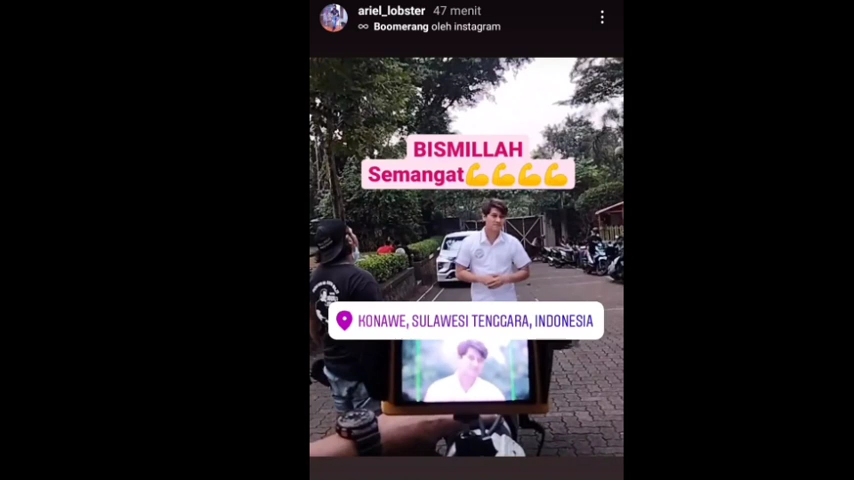 ariel_lobster 47 menit
Boomerang oleh instagram
BISMILLAH
Semangat💪💪💪💪
KONAWE, SULAWESI TENGGARA, INDONESIA